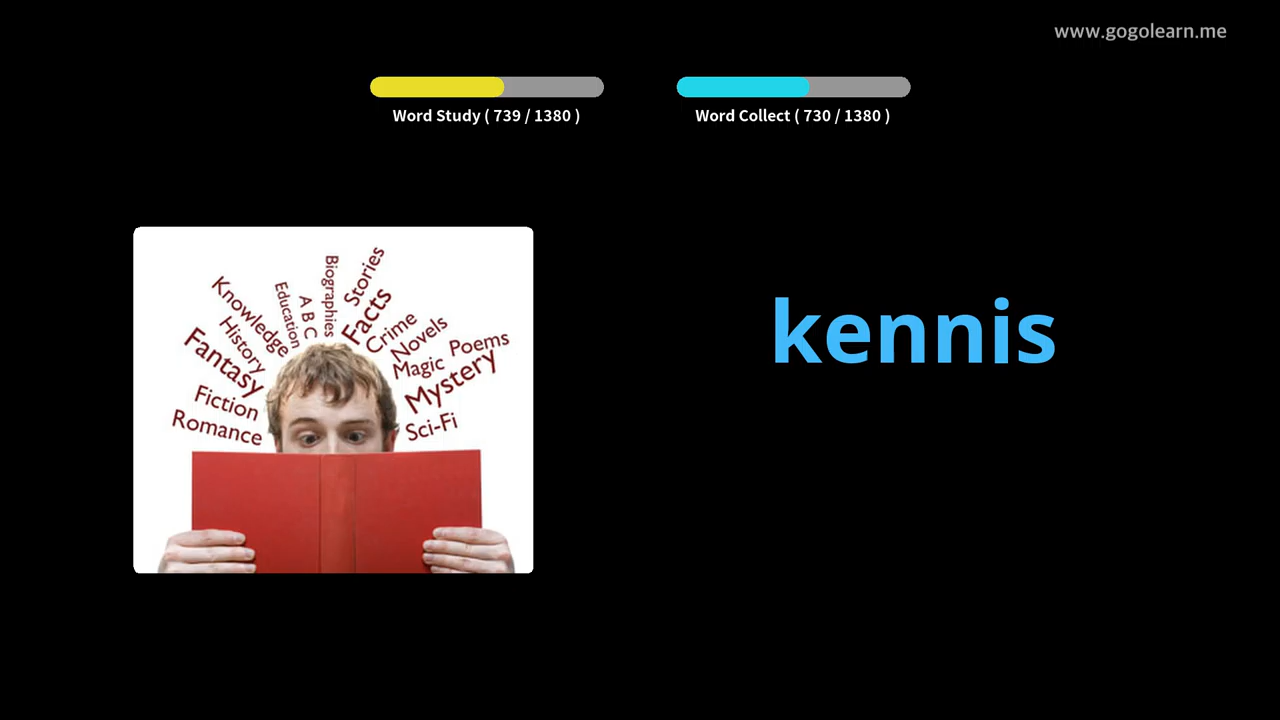 www.gogolearn.me
Word Study ( 739 / 1380 )
Word Collect ( 730 / 1380 )
kennis
Romance
Fiction
Fantasy
History
Knowledge
Education
A B C
Biographies
Stories
Facts
Crime
Novels
Magic
Poems
Mystery
Sci-Fi